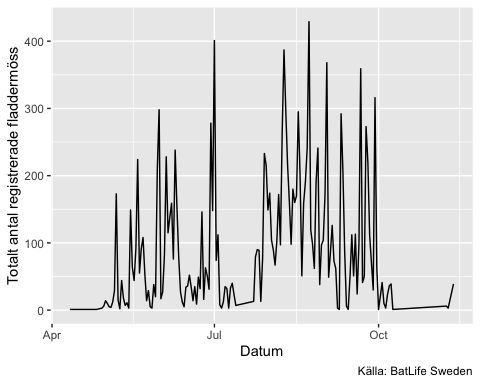 Totalt antal registrerade fladdermöss
400
300
200
100
0
Apr
Jul
Oct
Datum
Källa: BatLife Sweden